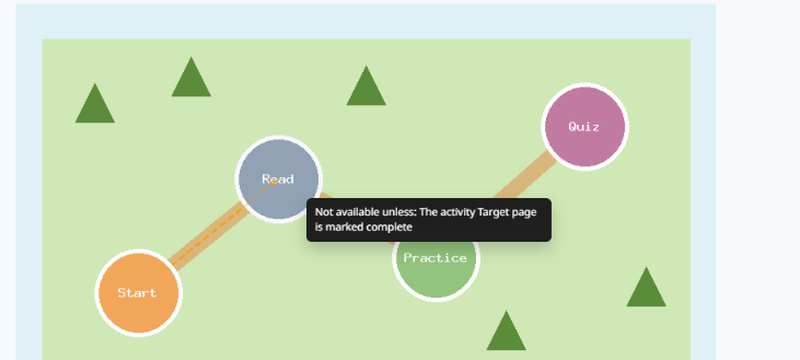 Quiz
Read
Not available unless: The activity Target page
is marked complete
Practice
Start